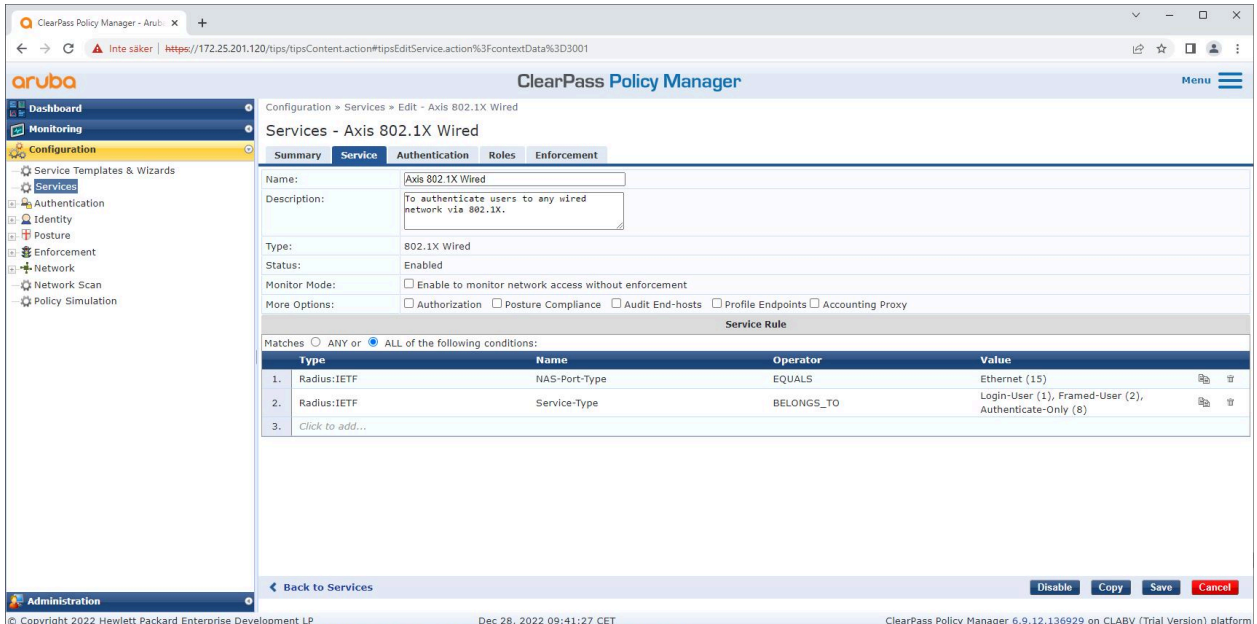 ClearPass Policy Manager - Arub
Inte säker | https://172.25.201.120/tips/tipsContent.action#tipsEditService.action%3FcontextData%3D3001
aruba
ClearPass Policy Manager
Menu
Dashboard
Monitoring
Configuration
Service Templates & Wizards
Services
Authentication
Identity
Posture
Enforcement
Network
Network Scan
Policy Simulation
Administration
Configuration » Services » Edit - Axis 802.1X Wired
Services - Axis 802.1X Wired
Summary Service Authentication Roles Enforcement
Name: Axis 802.1X Wired
Description: To authenticate users to any wired
network via 802.1X.
Type: 802.1X Wired
Status: Enabled
Monitor Mode: Enable to monitor network access without enforcement
More Options: Authorization Posture Compliance Audit End-hosts Profile Endpoints Accounting Proxy
Service Rule
Matches ANY or ALL of the following conditions:
Type Name Operator Value
1. Radius:IETF NAS-Port-Type EQUALS Ethernet (15)
2. Radius:IETF Service-Type BELONGS_TO Login-User (1), Framed-User (2),
Authenticate-Only (8)
3. Click to add...
Back to Services
Disable Copy Save Cancel
© Copyright 2022 Hewlett Packard Enterprise Development LP Dec 28, 2022 09:41:27 CET ClearPass Policy Manager 6.9.12.136929 on CLABV (Trial Version) platform